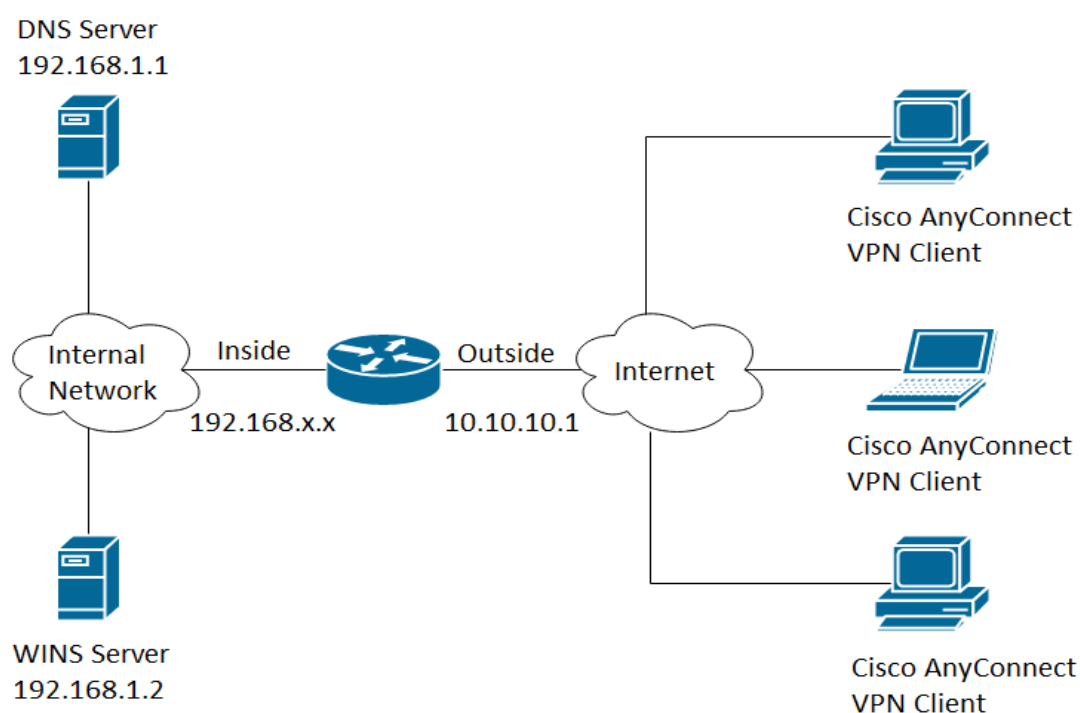 DNS Server
192.168.1.1
Cisco AnyConnect
VPN Client
Internal
Network
Inside
192.168.x.x
Outside
10.10.10.1
Internet
Cisco AnyConnect
VPN Client
WINS Server
192.168.1.2
Cisco AnyConnect
VPN Client